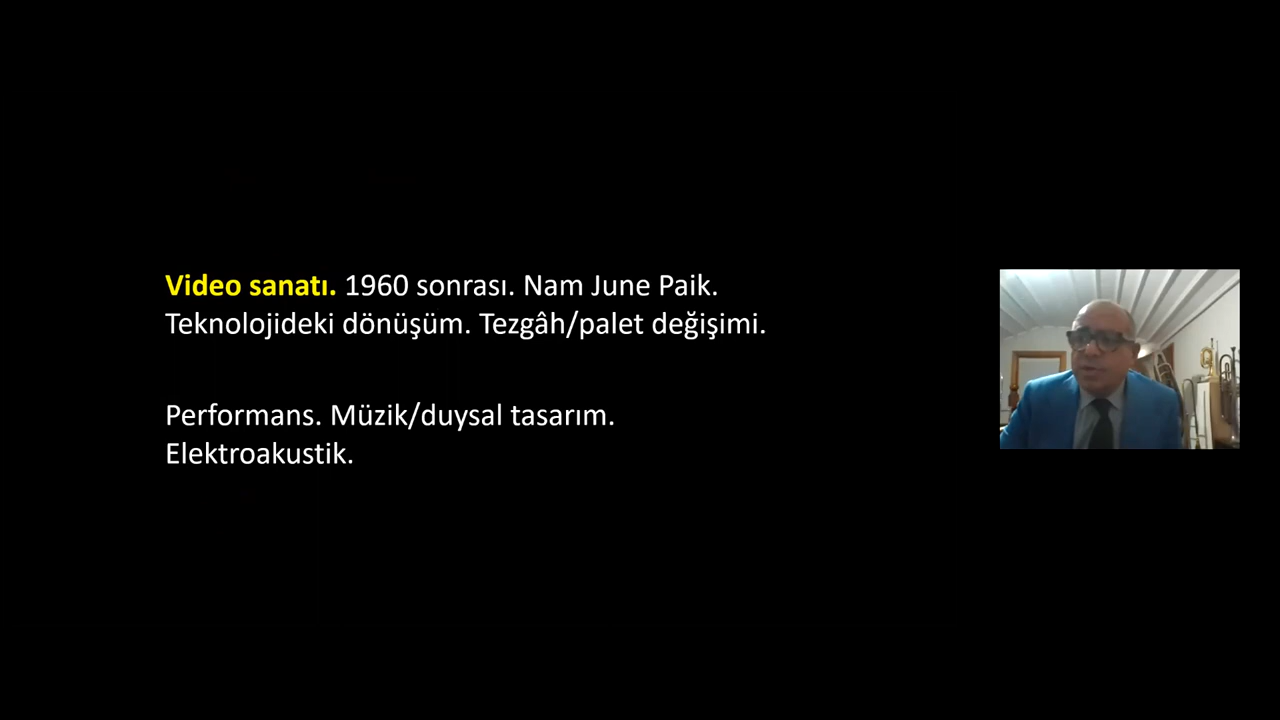 Video sanatı. 1960 sonrası. Nam June Paik.
Teknolojideki dönüşüm. Tezgâh/palet değişimi.
Performans. Müzik/duysal tasarım.
Elektroakustik.